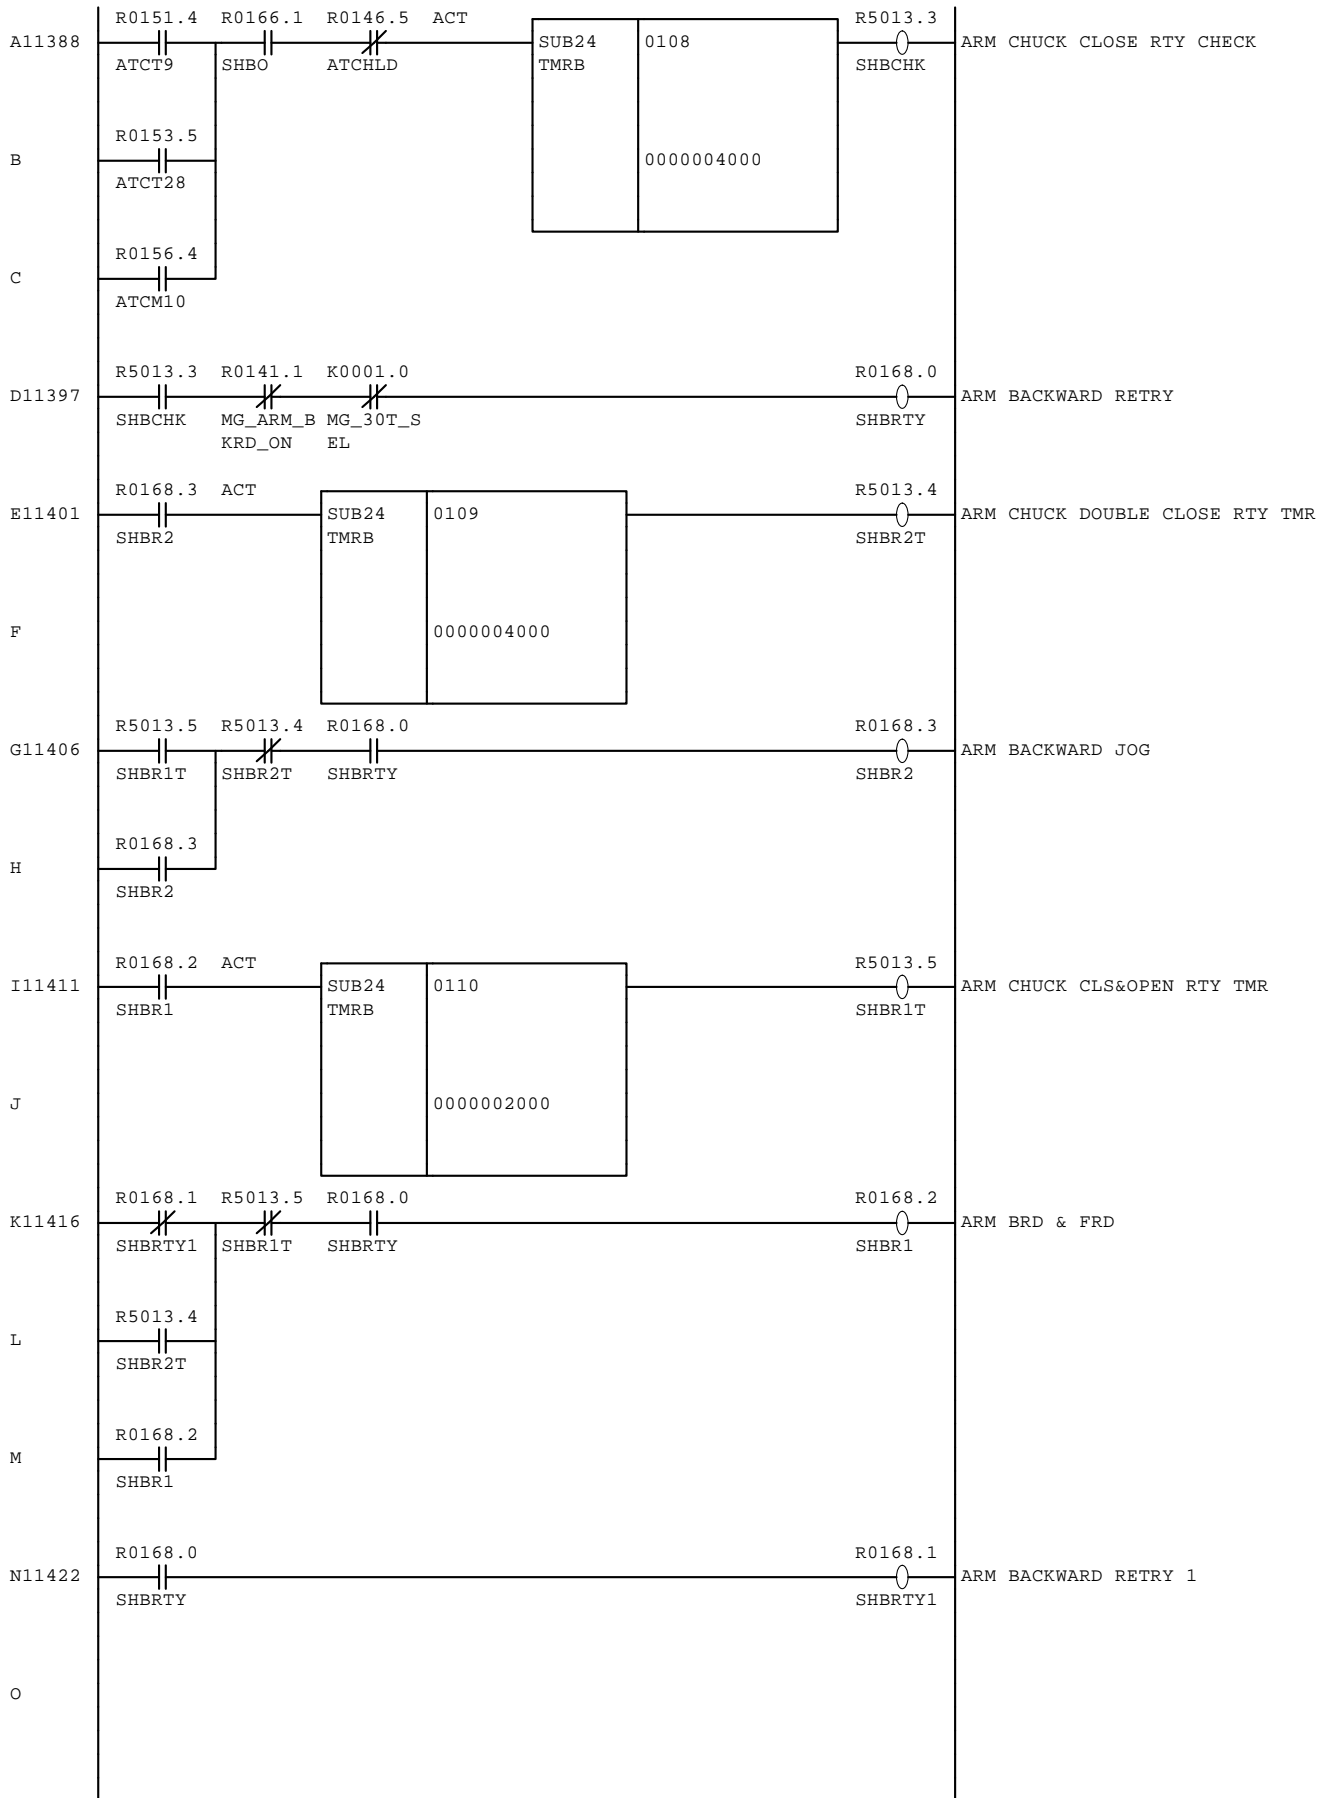 R0151.4 R0166.1 R0146.5 ACT R5013.3
A11388 SUB24 0108 ARM CHUCK CLOSE RTY CHECK
ATCT9 SHBO ATCHLD TMRB SHBCHK
R0153.5
B 0000004000
ATCT28
R0156.4
C
ATCM10
R5013.3 R0141.1 K0001.0 R0168.0
D11397 ARM BACKWARD RETRY
SHBCHK MG_ARM_B MG_30T_S SHBRTY
KRD_ON EL
R0168.3 ACT R5013.4
E11401 SUB24 0109 ARM CHUCK DOUBLE CLOSE RTY TMR
SHBR2 TMRB SHBR2T
F 0000004000
R5013.5 R5013.4 R0168.0 R0168.3
G11406 ARM BACKWARD JOG
SHBR1T SHBR2T SHBRTY SHBR2
R0168.3
H
SHBR2
R0168.2 ACT R5013.5
I11411 SUB24 0110 ARM CHUCK CLS&OPEN RTY TMR
SHBR1 TMRB SHBR1T
J 0000002000
R0168.1 R5013.5 R0168.0 R0168.2
K11416 ARM BRD & FRD
SHBRTY1 SHBR1T SHBRTY SHBR1
R5013.4
L
SHBR2T
R0168.2
M
SHBR1
R0168.0 R0168.1
N11422 ARM BACKWARD RETRY 1
SHBRTY SHBRTY1
O